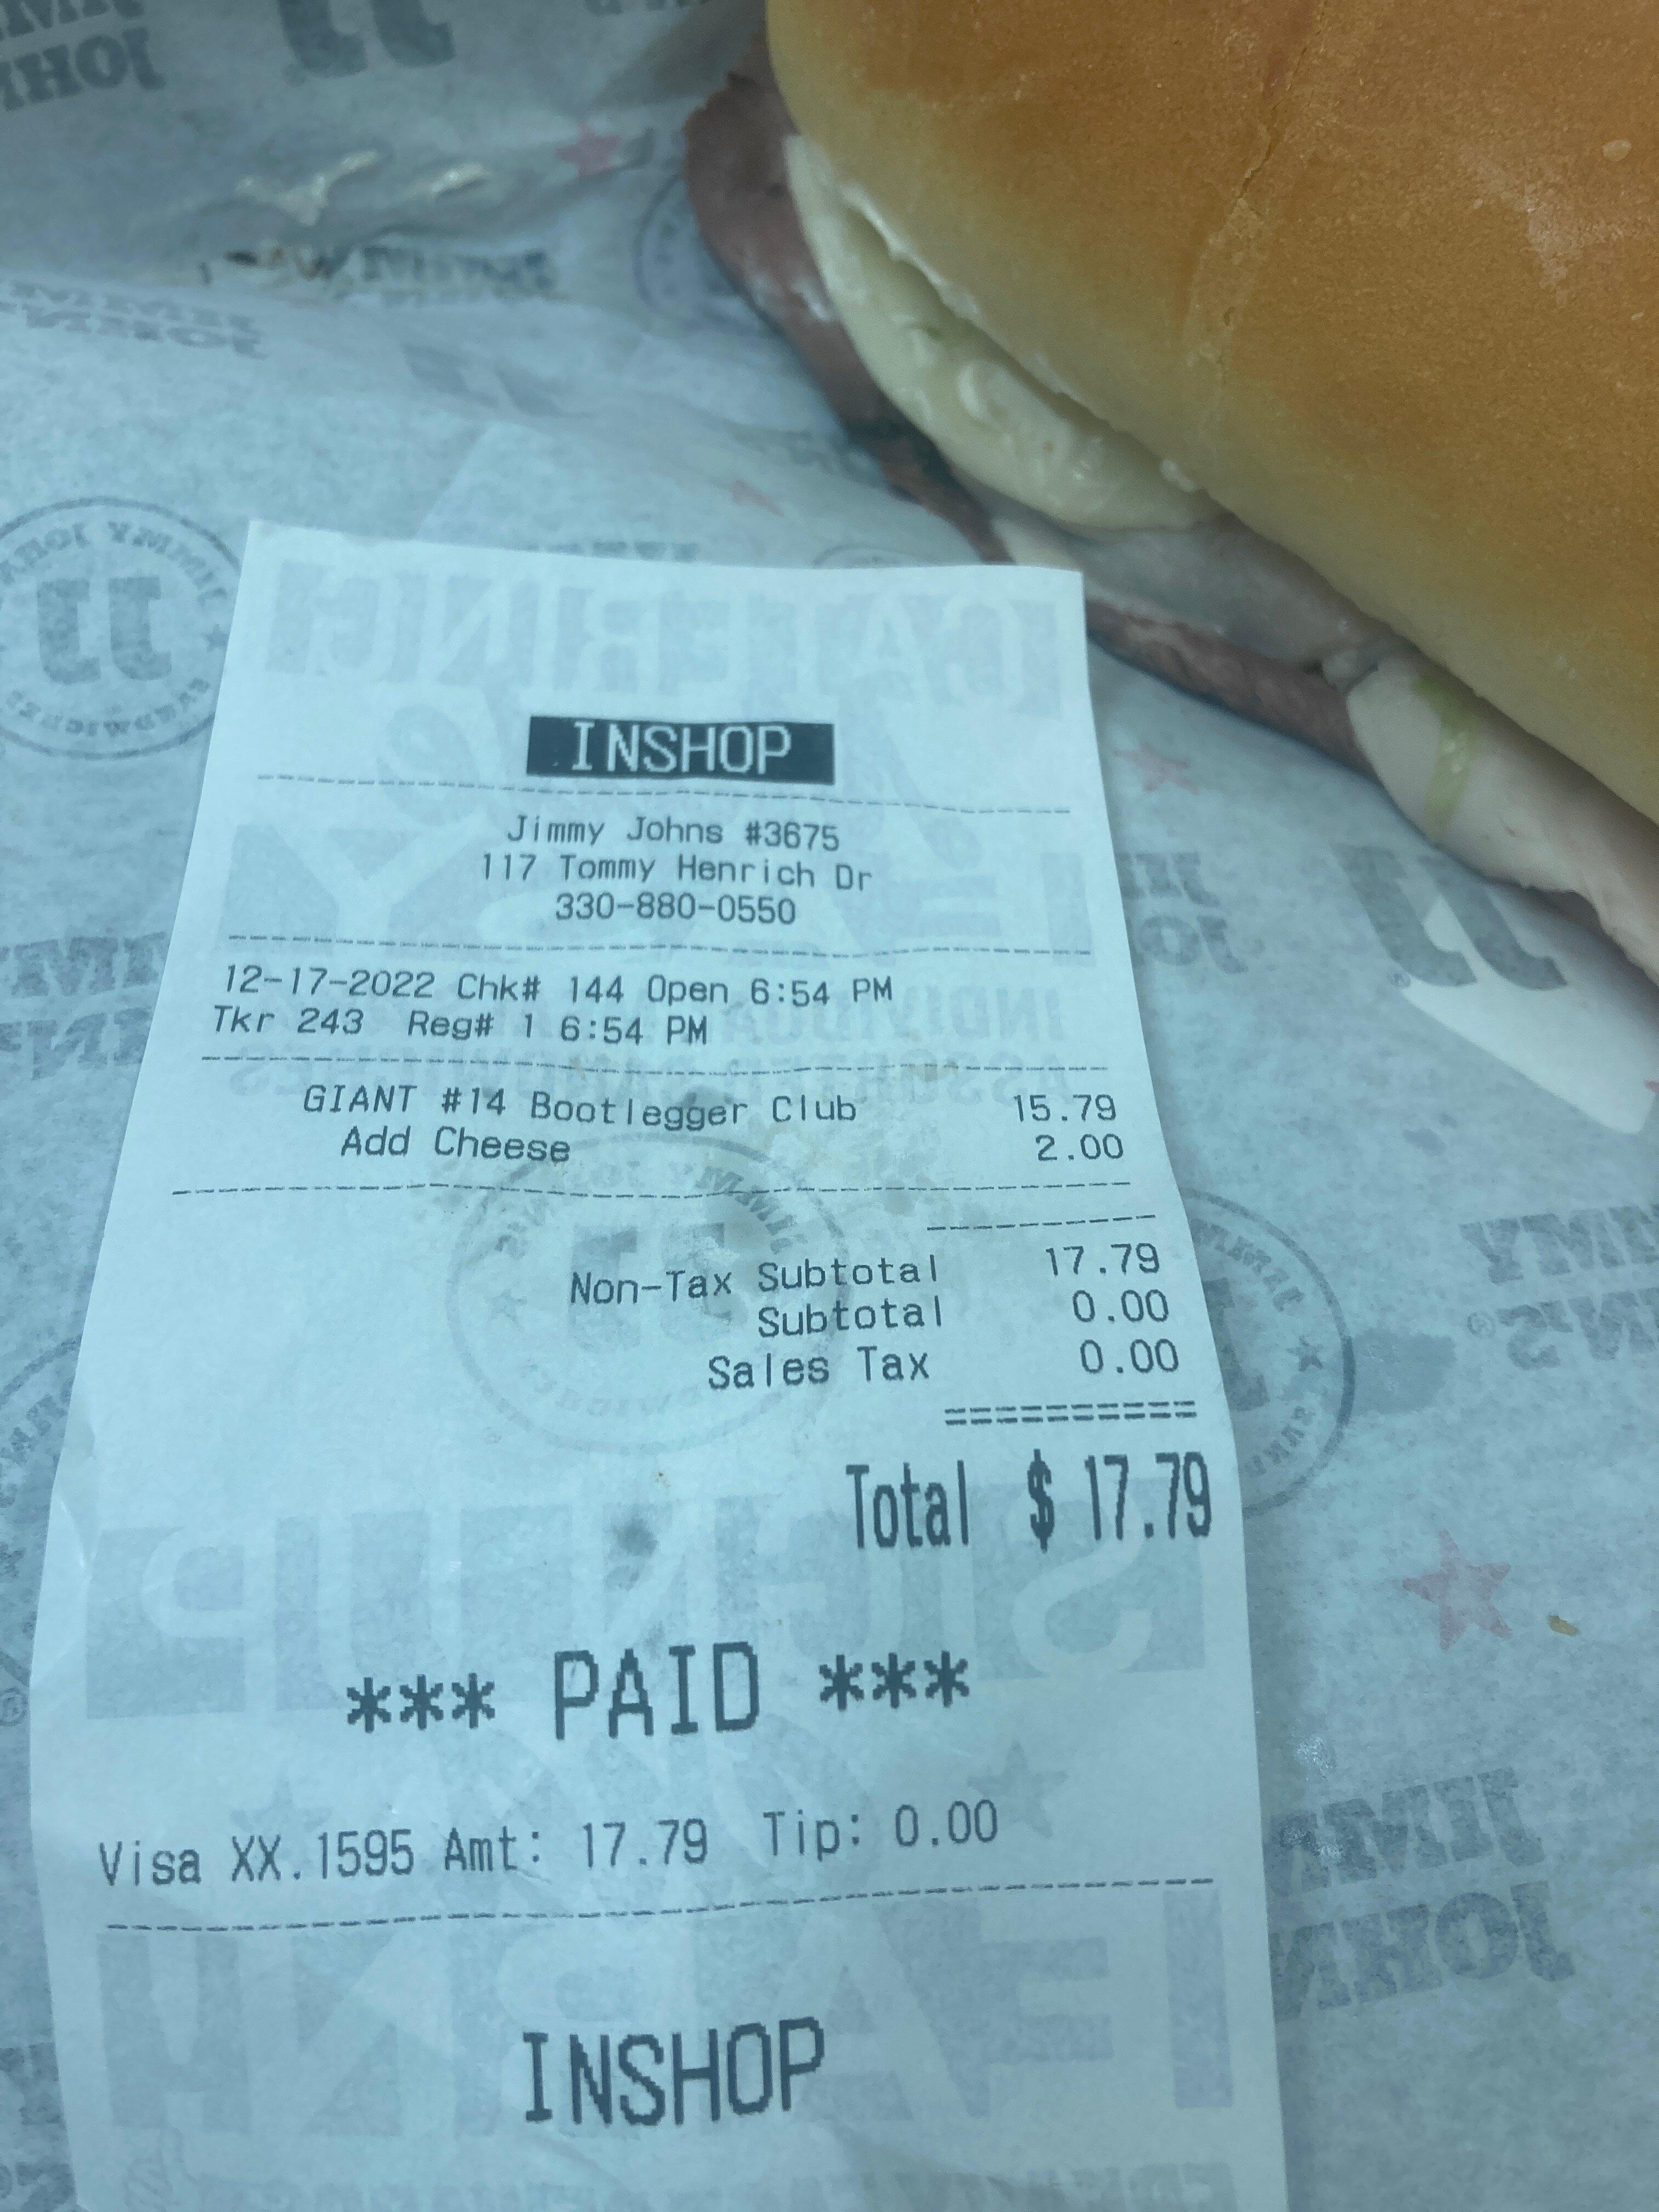 INSHOP
Jimmy Johns #3675
117 Tommy Henrich Dr
330-880-0550
12-17-2022 Chk# 144 Open 6:54 PM
Tkr 243 Reg# 1 6:54 PM
GIANT #14 Bootlegger Club 15.79
Add Cheese 2.00
Non-Tax Subtotal 17.79
Subtotal 0.00
Sales Tax 0.00
==========
Total $ 17.79
*** PAID ***
Visa XX.1595 Amt: 17.79 Tip: 0.00
INSHOP
JJ
JIMMY
JOHN